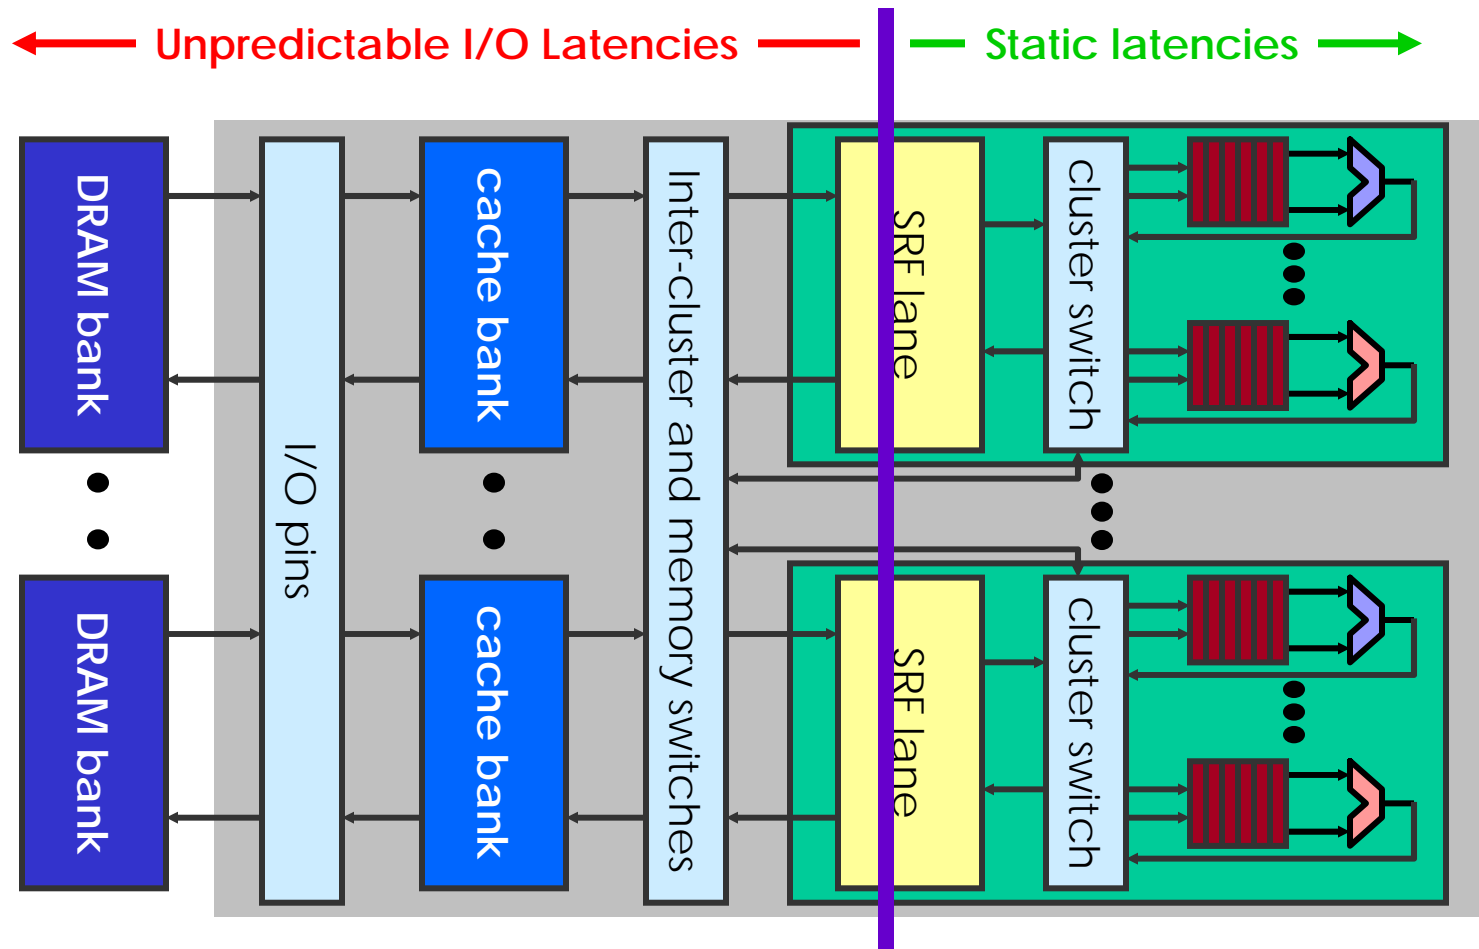 Unpredictable I/O Latencies
Static latencies
DRAM bank
I/O pins
cache bank
Inter-cluster and memory switches
SRF lane
cluster switch
DRAM bank
cache bank
SRF lane
cluster switch